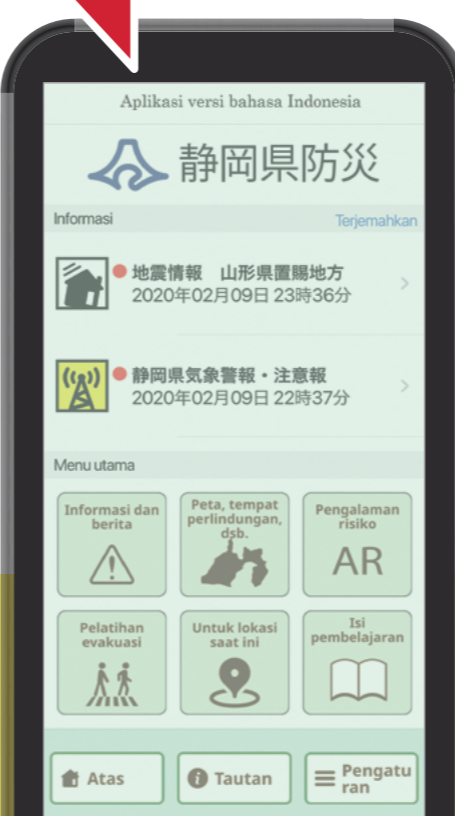 Aplikasi versi bahasa Indonesia
静岡県防災
Informasi
Terjemahkan
地震情報 山形県置賜地方
2020年02月09日 23時36分
静岡県気象警報・注意報
2020年02月09日 22時37分
Menu utama
Informasi dan
berita
Peta, tempat
perlindungan,
dsb.
Pengalaman
risiko
AR
Pelatihan
evakuasi
Untuk lokasi
saat ini
Isi
pembelajaran
Atas
Tautan
Pengatu
ran